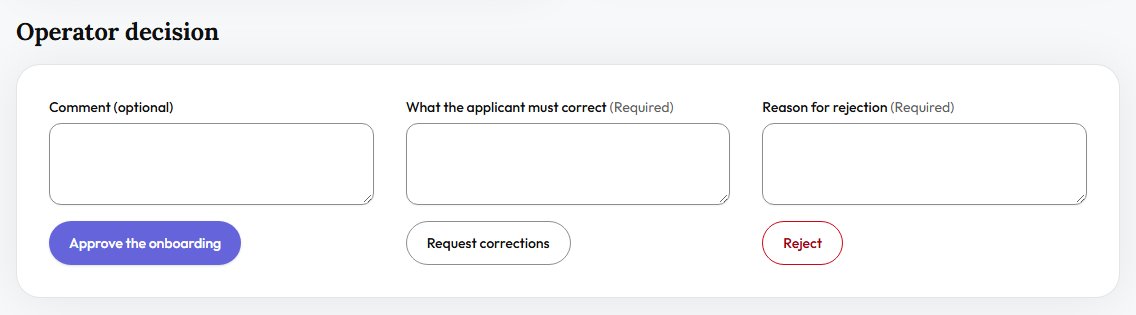 Operator decision
Comment (optional)
What the applicant must correct (Required)
Reason for rejection (Required)
Approve the onboarding
Request corrections
Reject